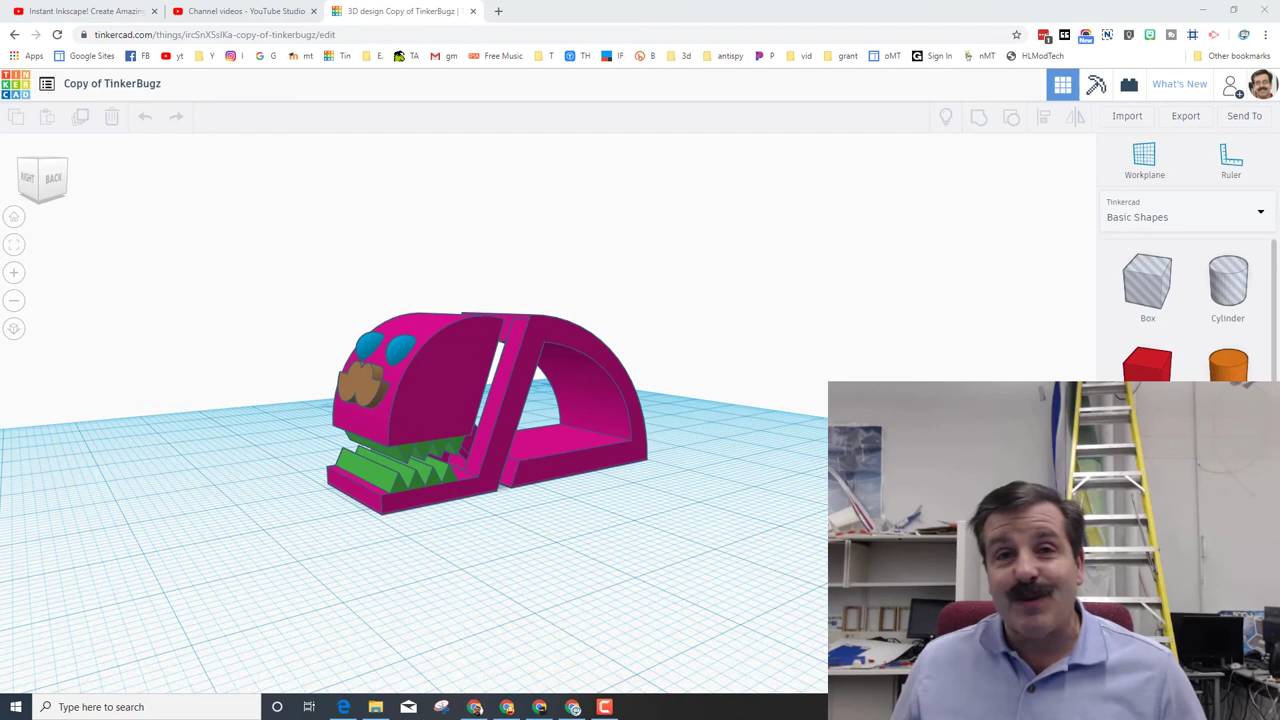 Instant Inkscape! Create Amazing
Channel videos - YouTube Studio
3D design Copy of TinkerBugz | T
tinkercad.com/things/ircSnXSslKa-copy-of-tinkerbugz/edit
Apps Google Sites FB YT Y I G mt T E. TA gm Free Music T TH IF B 3d antispy P vid grant oMT Sign In nMT HLModTech Other bookmarks
TIN
KER
CAD
Copy of TinkerBugz
What's New
Import Export Send To
RIGHT BACK
Workplane Ruler
Tinkercad
Basic Shapes
Box Cylinder
Type here to search